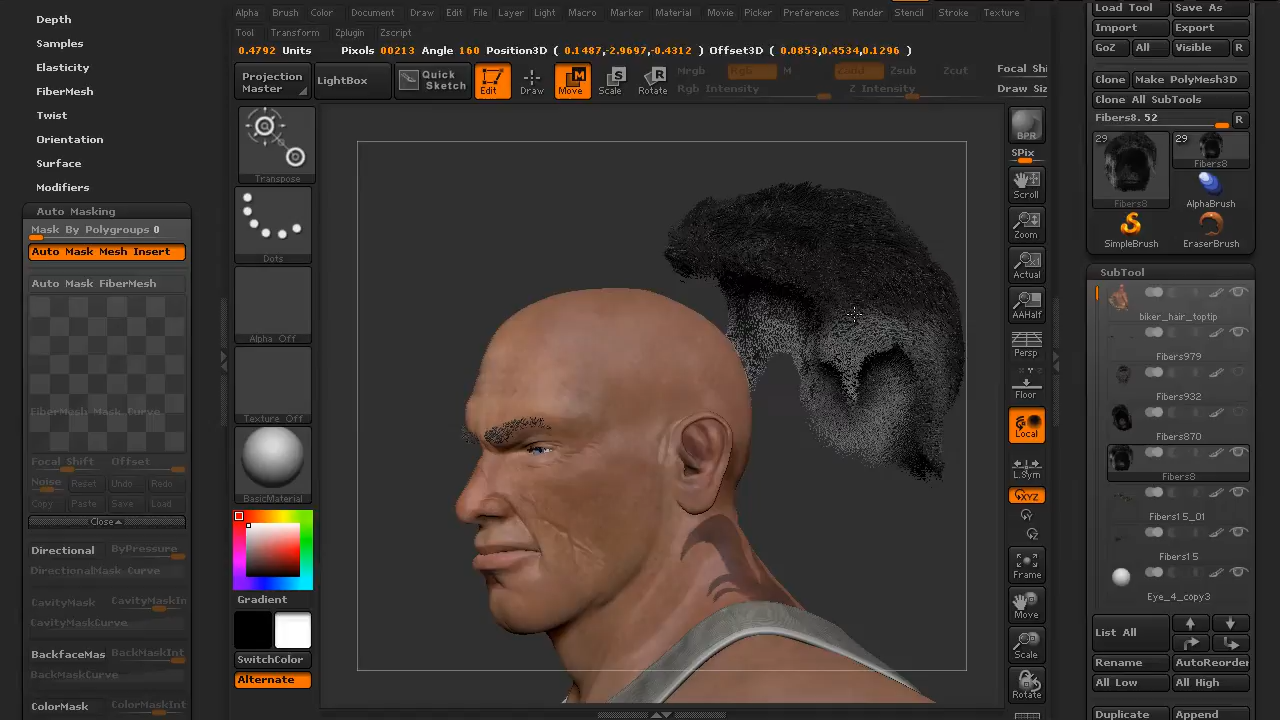 Alpha Brush Color Document Draw Edit File Layer Light Macro Marker Material Movie Picker Preferences Render Stencil Stroke Texture
Tool Transform Zplugin Zscript
0.4792 Units Pixols 00213 Angle 160 Position3D ( 0.1487,-2.9697,-0.4312 ) Offset3D ( 0.0853,0.4534,0.1296 )
Projection Master
LightBox
Quick Sketch
Edit
Draw
Move
Scale
Rotate
Mrgb Rgb M
Rgb Intensity
Zadd Zsub Zcut
Z Intensity
Focal Shi
Draw Siz
Depth
Samples
Elasticity
FiberMesh
Twist
Orientation
Surface
Modifiers
Auto Masking
Mask By Polygroups 0
Auto Mask Mesh Insert
Auto Mask FiberMesh
FiberMesh Mask Curve
Focal Shift Offset
Noise Reset Undo Redo
Copy Paste Save Load
Close
Directional ByPressure
DirectionalMask Curve
CavityMask CavityMaskIn
CavityMaskCurve
BackfaceMas BackMaskInt
BackMaskCurve
ColorMask ColorMaskInt
Transpose
Dots
Alpha Off
Texture Off
BasicMaterial
Gradient
SwitchColor
Alternate
BPR
SPix
Scroll
Zoom
Actual
AAHalf
Persp
Floor
Local
L.Sym
XYZ
Y
Z
Frame
Move
Scale
Rotate
Load Tool Save As
Import Export
GoZ All Visible R
Clone Make PolyMesh3D
Clone All SubTools
Fibers8. 52 R
29
Fibers8
29
Fibers8
AlphaBrush
SimpleBrush
EraserBrush
SubTool
biker_hair_toptip
Fibers979
Fibers932
Fibers870
Fibers8
Fibers15_01
Fibers15
Eye_4_copy3
List All
Rename AutoReorder
All Low All High
Duplicate Append